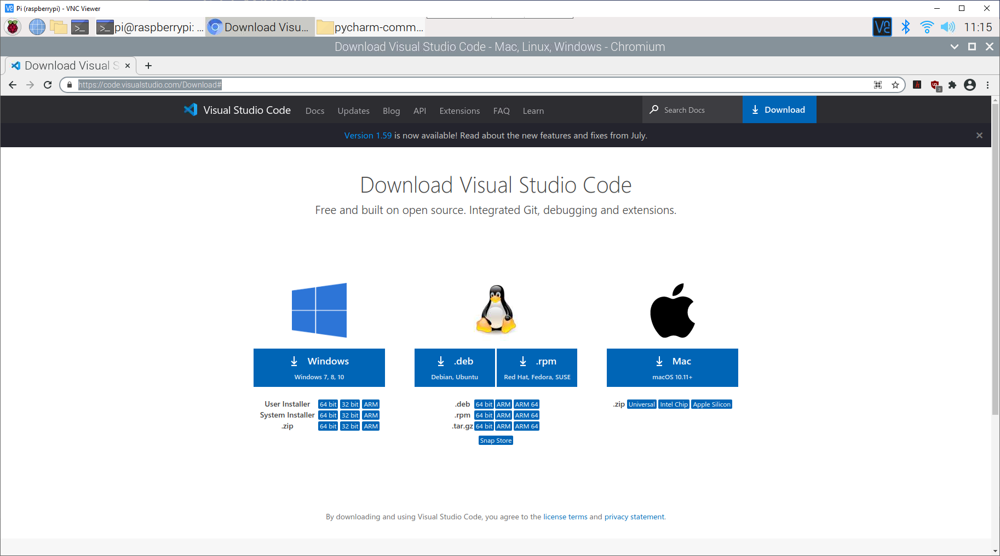 Pi (raspberrypi) - VNC Viewer
pi@raspberrypi: ...
Download Visu...
pycharm-comm...
11:15
Download Visual Studio Code - Mac, Linux, Windows - Chromium
Download Visual S
https://code.visualstudio.com/Download#
3
Visual Studio Code
Docs
Updates
Blog
API
Extensions
FAQ
Learn
Search Docs
Download
Version 1.59 is now available! Read about the new features and fixes from July.
Download Visual Studio Code
Free and built on open source. Integrated Git, debugging and extensions.
Windows
Windows 7, 8, 10
.deb
Debian, Ubuntu
.rpm
Red Hat, Fedora, SUSE
Mac
macOS 10.11+
User Installer 64 bit 32 bit ARM
System Installer 64 bit 32 bit ARM
.zip 64 bit 32 bit ARM
.deb 64 bit ARM ARM 64
.rpm 64 bit ARM ARM 64
.tar.gz 64 bit ARM ARM 64
Snap Store
.zip Universal Intel Chip Apple Silicon
By downloading and using Visual Studio Code, you agree to the license terms and privacy statement.